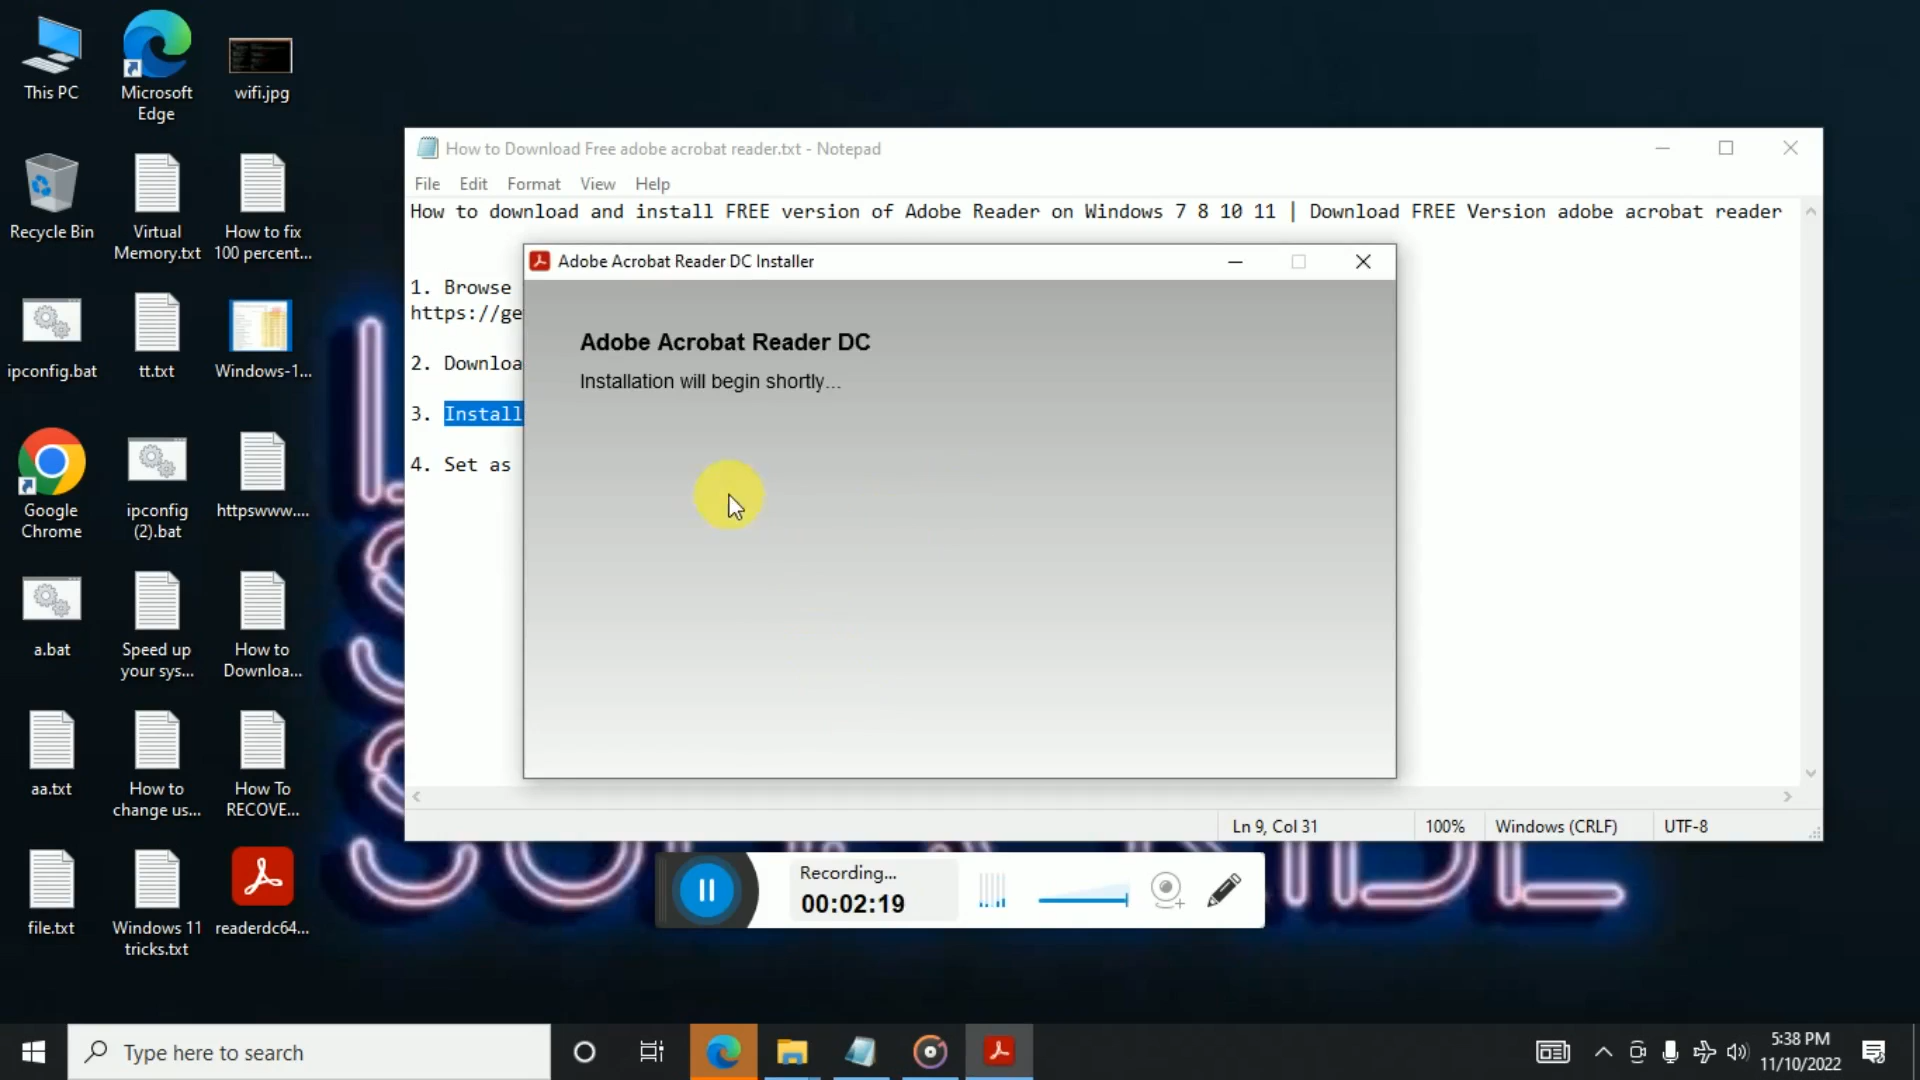 This PC
Microsoft
Edge
wifi.jpg
Recycle Bin
Virtual
Memory.txt
How to fix
100 percent...
ipconfig.bat
tt.txt
Windows-1...
Google
Chrome
ipconfig
(2).bat
httpswww....
a.bat
Speed up
your sys...
How to
Downloa...
aa.txt
How to
change us...
How To
RECOVE...
file.txt
Windows 11
tricks.txt
readerdc64...
How to Download Free adobe acrobat reader.txt - Notepad
File Edit Format View Help
How to download and install FREE version of Adobe Reader on Windows 7 8 10 11 | Download FREE Version adobe acrobat reader
1. Browse
https://ge
2. Downloa
3. Install
4. Set as
Adobe Acrobat Reader DC Installer
Adobe Acrobat Reader DC
Installation will begin shortly...
Ln 9, Col 31 100% Windows (CRLF) UTF-8
Recording...
00:02:19
Type here to search
5:38 PM
11/10/2022